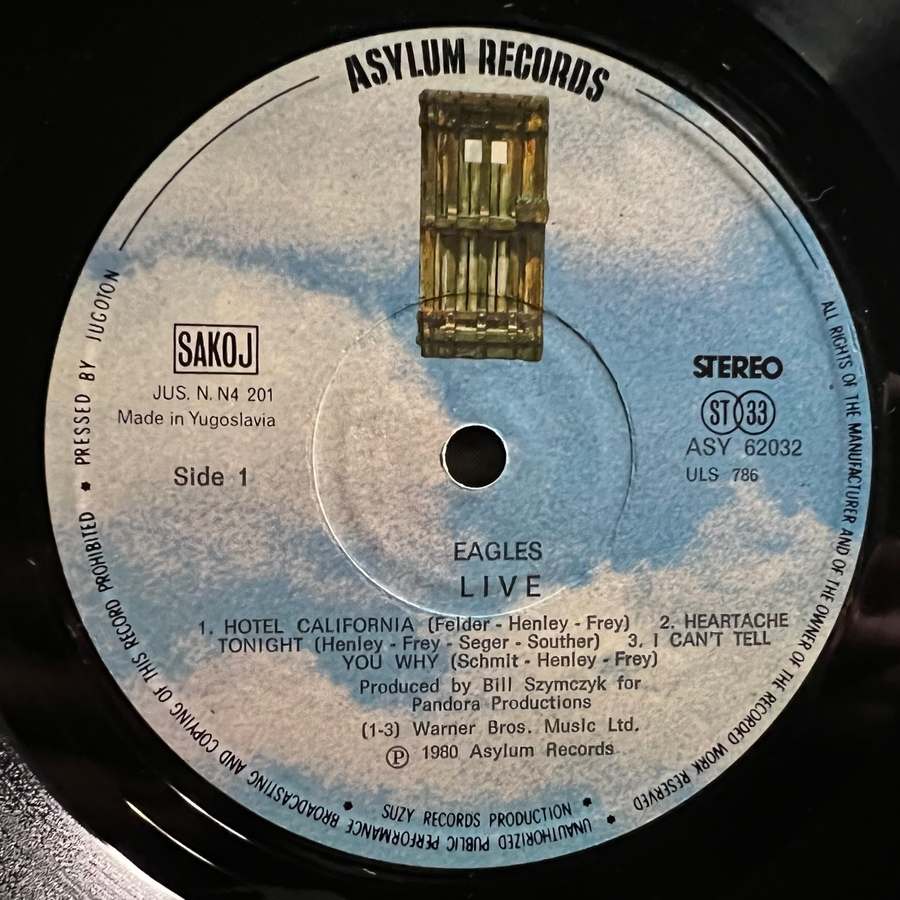 ASYLUM RECORDS
SAKOJ
JUS. N. N4 201
Made in Yugoslavia
Side 1
STEREO
ST 33
ASY 62032
ULS 786
EAGLES
LIVE
1. HOTEL CALIFORNIA (Felder - Henley - Frey) 2. HEARTACHE
TONIGHT (Henley - Frey - Seger - Souther) 3. I CAN'T TELL
YOU WHY (Schmit - Henley - Frey)
Produced by Bill Szymczyk for
Pandora Productions
(1-3) Warner Bros. Music Ltd.
Ⓟ 1980 Asylum Records
ALL RIGHTS OF THE MANUFACTURER AND OF THE OWNER OF THE RECORDED WORK RESERVED
UNAUTHORIZED PUBLIC PERFORMANCE BROADCASTING AND COPYING OF THIS RECORD PROHIBITED * PRESSED BY JUGOTON
* SUZY RECORDS PRODUCTION *